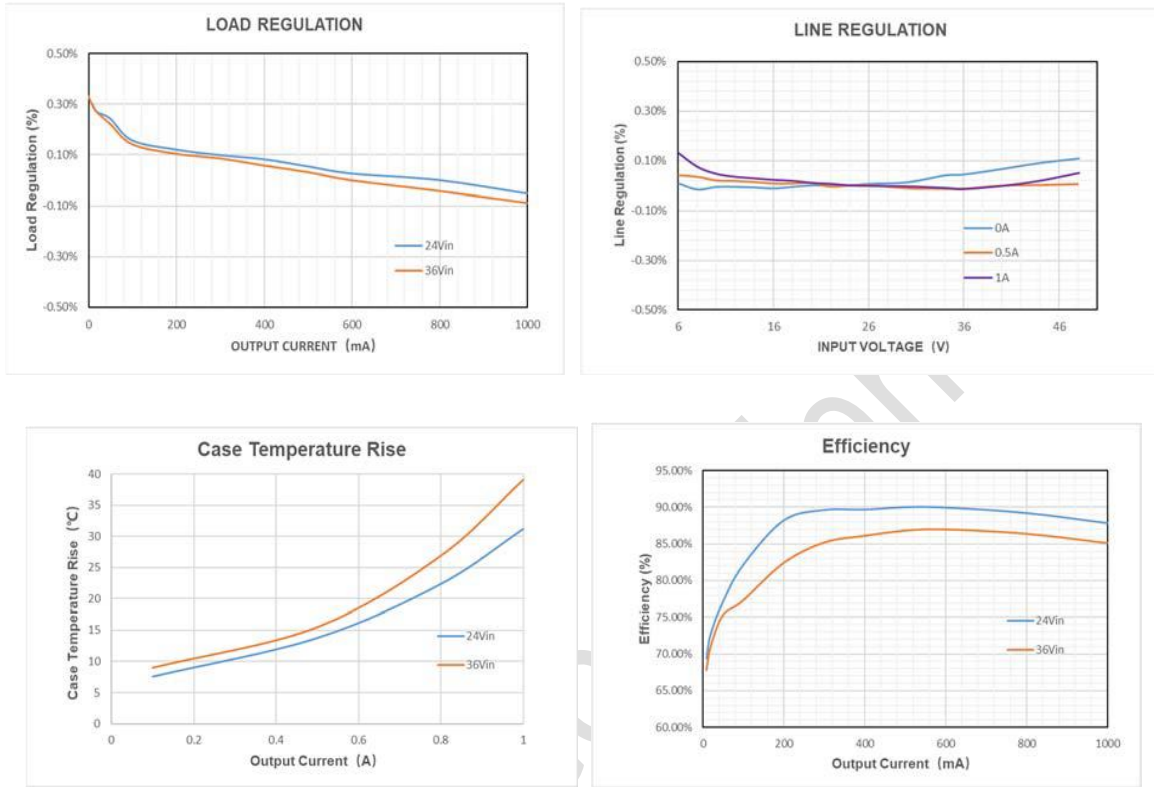 LOAD REGULATION
0.50%
0.30%
0.10%
-0.10%
-0.30%
-0.50%
Load Regulation (%)
24Vin
36Vin
0 200 400 600 800 1000
OUTPUT CURRENT (mA)
LINE REGULATION
0.50%
0.30%
0.10%
-0.10%
-0.30%
-0.50%
Line Regulation (%)
0A
0.5A
1A
6 16 26 36 46
INPUT VOLTAGE (V)
Case Temperature Rise
40
35
30
25
20
15
10
5
0
Case Temperature Rise (℃)
24Vin
36Vin
0 0.2 0.4 0.6 0.8 1
Output Current (A)
Efficiency
95.00%
90.00%
85.00%
80.00%
75.00%
70.00%
65.00%
60.00%
Efficiency (%)
24Vin
36Vin
0 200 400 600 800 1000
Output Current (mA)